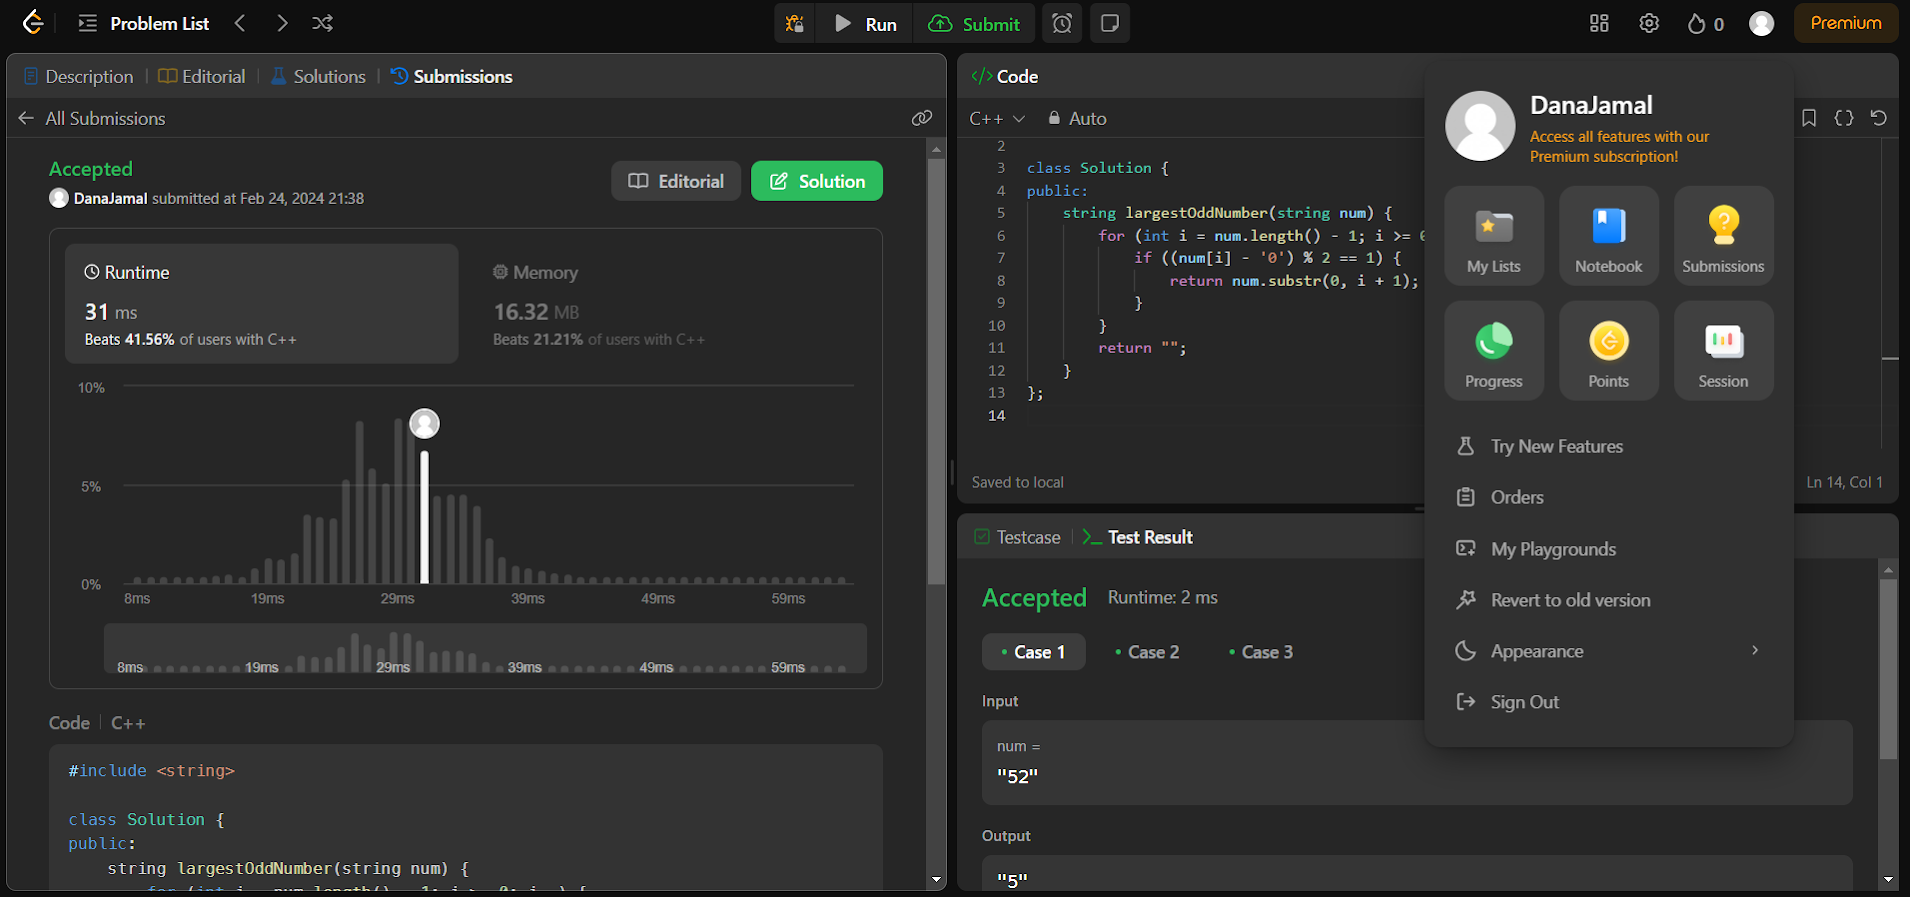 Problem List
Run
Submit
0
Premium
Description
Editorial
Solutions
Submissions
All Submissions
Accepted
DanaJamal submitted at Feb 24, 2024 21:38
Editorial
Solution
Runtime
31 ms
Beats 41.56% of users with C++
Memory
16.32 MB
Beats 21.21% of users with C++
10%
5%
0%
8ms 19ms 29ms 39ms 49ms 59ms
8ms 19ms 29ms 39ms 49ms 59ms
Code | C++
#include <string>
class Solution {
public:
string largestOddNumber(string num) {
</> Code
C++
Auto
2
3 class Solution {
4 public:
5 string largestOddNumber(string num) {
6 for (int i = num.length() - 1; i >= 0
7 if ((num[i] - '0') % 2 == 1) {
8 return num.substr(0, i + 1);
9 }
10 }
11 return "";
12 }
13 };
14
Saved to local
Ln 14, Col 1
Testcase
Test Result
Accepted
Runtime: 2 ms
Case 1
Case 2
Case 3
Input
num =
"52"
Output
"5"
DanaJamal
Access all features with our
Premium subscription!
My Lists
Notebook
Submissions
Progress
Points
Session
Try New Features
Orders
My Playgrounds
Revert to old version
Appearance
Sign Out